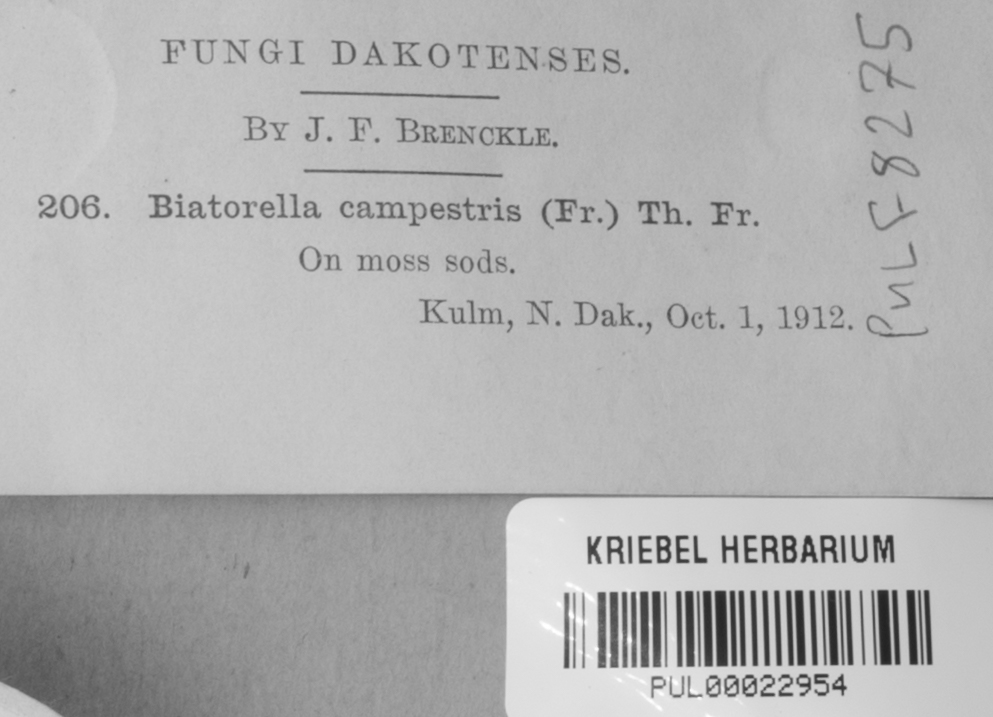 FUNGI DAKOTENSES.
BY J. F. BRENCKLE.
206. Biatorella campestris (Fr.) Th. Fr.
On moss sods.
Kulm, N. Dak., Oct. 1, 1912.
PUL F 8275
KRIEBEL HERBARIUM
PUL00022954